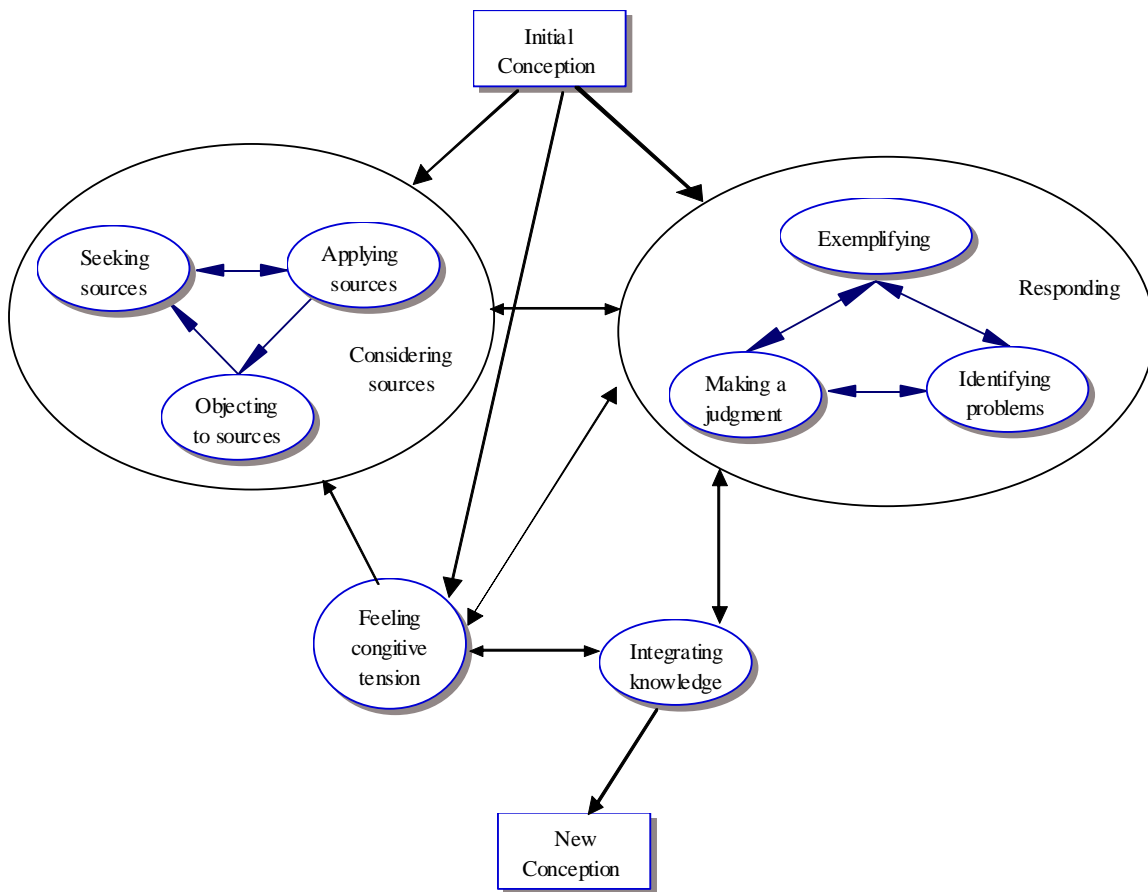 Initial
Conception
Seeking
sources
Applying
sources
Objecting
to sources
Considering
sources
Exemplifying
Responding
Making a
judgment
Identifying
problems
Feeling
congitive
tension
Integrating
knowledge
New
Conception